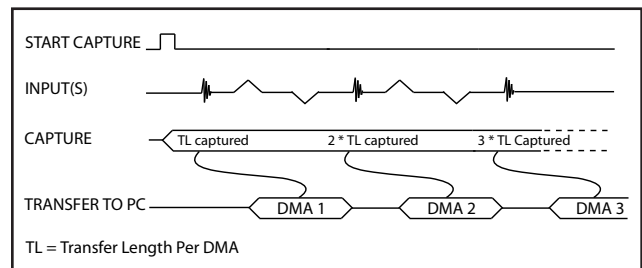 START CAPTURE
INPUT(S)
CAPTURE
TL captured
2 * TL captured
3 * TL Captured
TRANSFER TO PC
DMA 1
DMA 2
DMA 3
TL = Transfer Length Per DMA